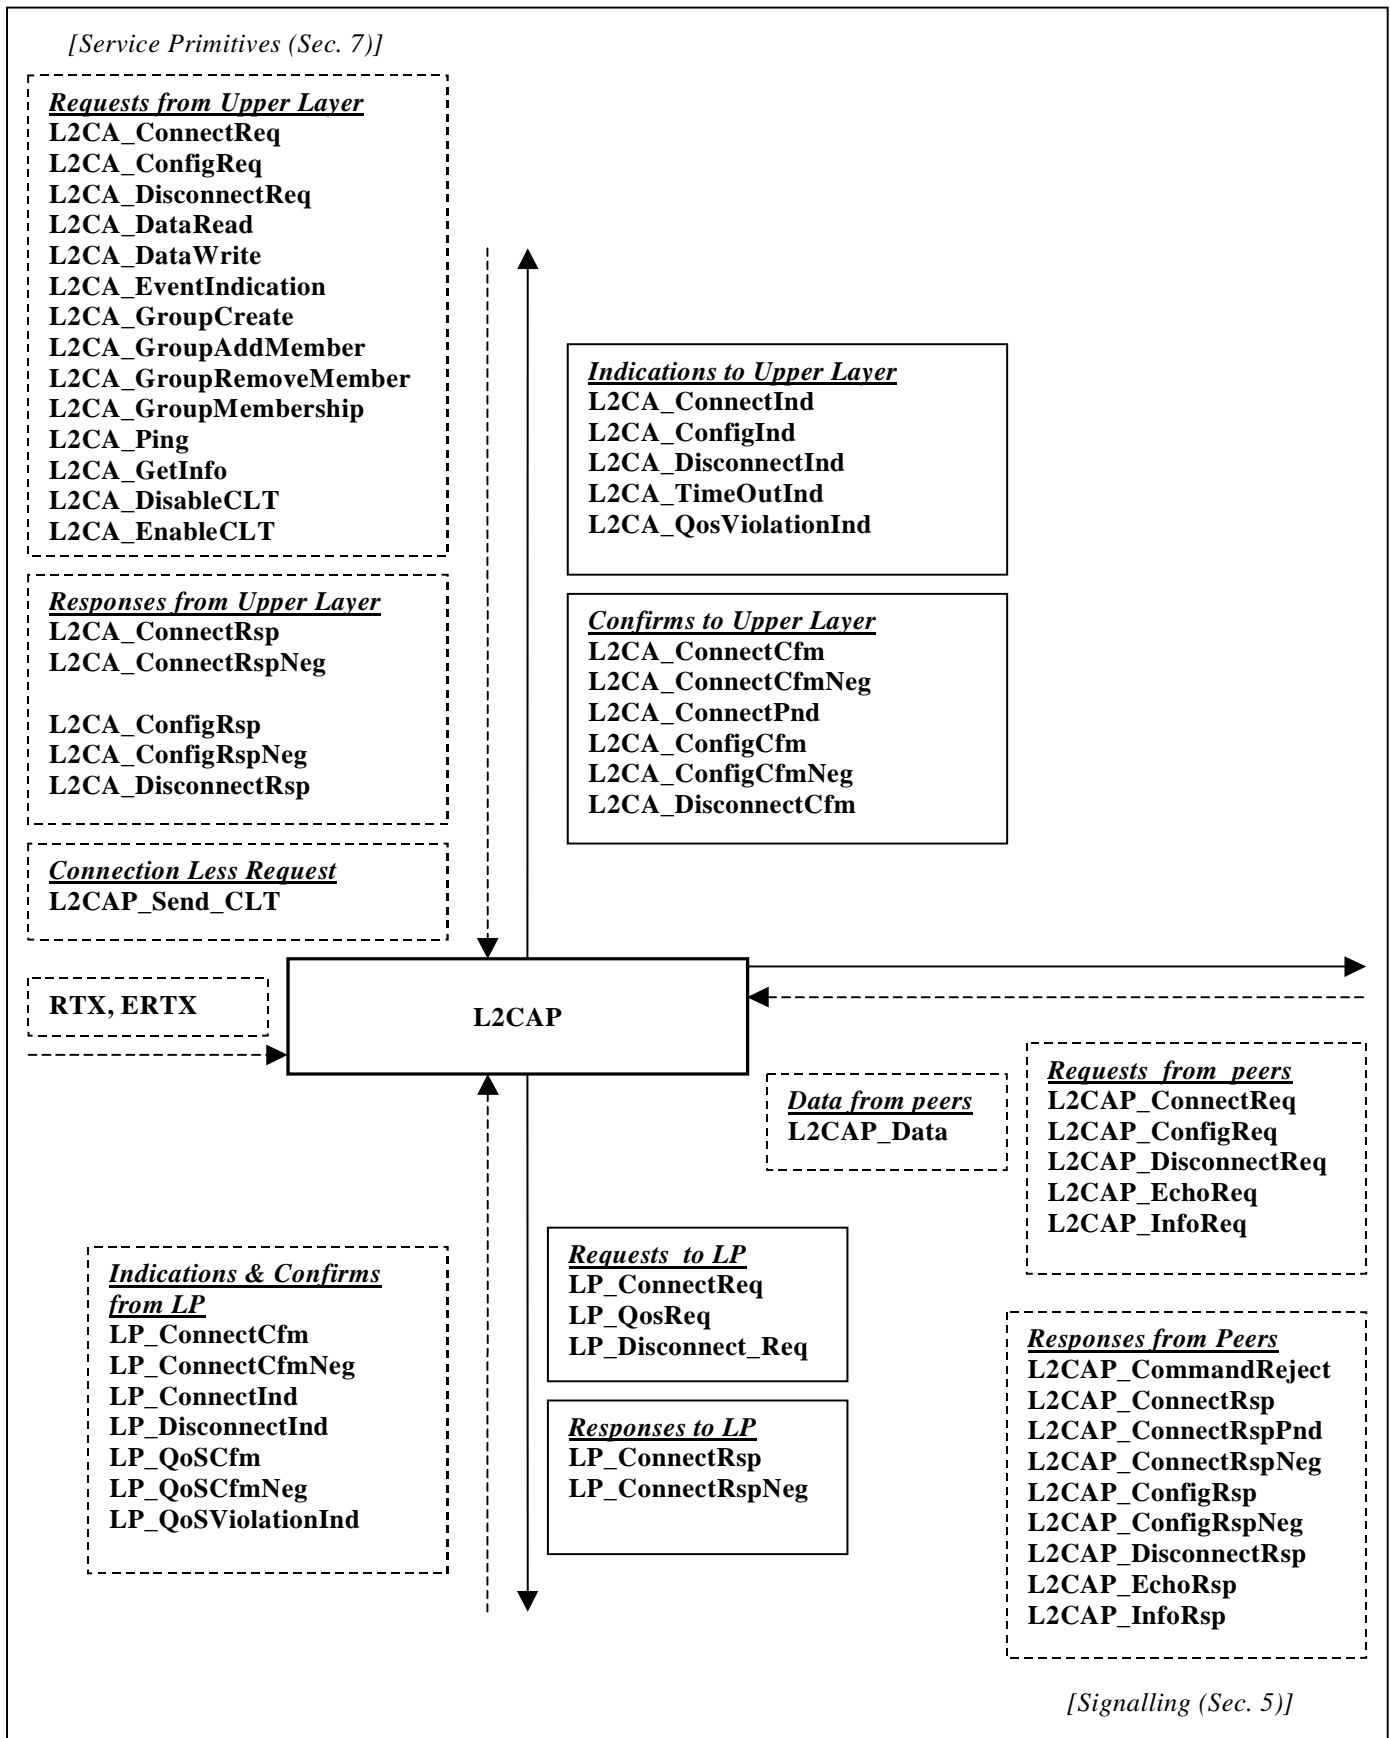 [Service Primitives (Sec. 7)]
Requests from Upper Layer
L2CA_ConnectReq
L2CA_ConfigReq
L2CA_DisconnectReq
L2CA_DataRead
L2CA_DataWrite
L2CA_EventIndication
L2CA_GroupCreate
L2CA_GroupAddMember
L2CA_GroupRemoveMember
L2CA_GroupMembership
L2CA_Ping
L2CA_GetInfo
L2CA_DisableCLT
L2CA_EnableCLT
Indications to Upper Layer
L2CA_ConnectInd
L2CA_ConfigInd
L2CA_DisconnectInd
L2CA_TimeOutInd
L2CA_QosViolationInd
Responses from Upper Layer
L2CA_ConnectRsp
L2CA_ConnectRspNeg
L2CA_ConfigRsp
L2CA_ConfigRspNeg
L2CA_DisconnectRsp
Confirms to Upper Layer
L2CA_ConnectCfm
L2CA_ConnectCfmNeg
L2CA_ConnectPnd
L2CA_ConfigCfm
L2CA_ConfigCfmNeg
L2CA_DisconnectCfm
Connection Less Request
L2CAP_Send_CLT
RTX, ERTX
L2CAP
Data from peers
L2CAP_Data
Requests from peers
L2CAP_ConnectReq
L2CAP_ConfigReq
L2CAP_DisconnectReq
L2CAP_EchoReq
L2CAP_InfoReq
Indications & Confirms
from LP
LP_ConnectCfm
LP_ConnectCfmNeg
LP_ConnectInd
LP_DisconnectInd
LP_QoSCfm
LP_QoSCfmNeg
LP_QoSViolationInd
Requests to LP
LP_ConnectReq
LP_QosReq
LP_Disconnect_Req
Responses to LP
LP_ConnectRsp
LP_ConnectRspNeg
Responses from Peers
L2CAP_CommandReject
L2CAP_ConnectRsp
L2CAP_ConnectRspPnd
L2CAP_ConnectRspNeg
L2CAP_ConfigRsp
L2CAP_ConfigRspNeg
L2CAP_DisconnectRsp
L2CAP_EchoRsp
L2CAP_InfoRsp
[Signalling (Sec. 5)]